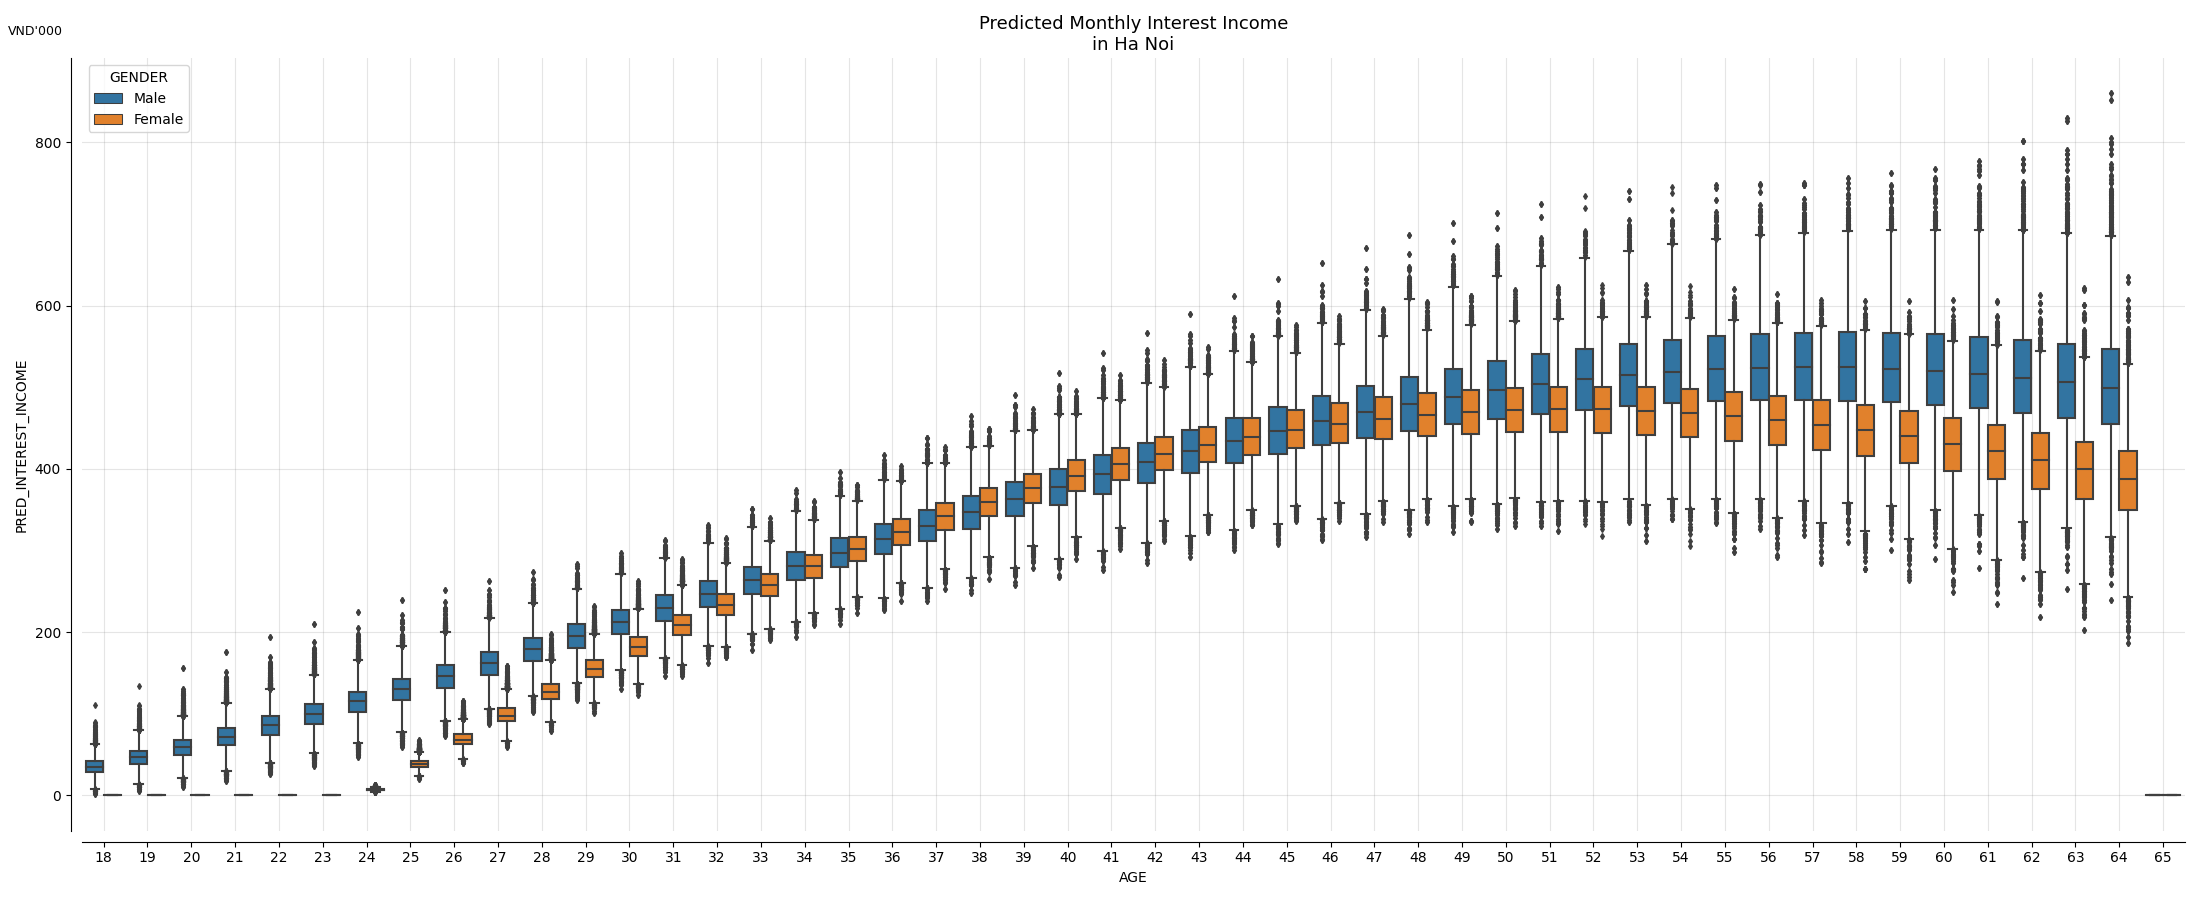 Predicted Monthly Interest Income
in Ha Noi
VND'000
GENDER
Male
Female
PRED_INTEREST_INCOME
800
600
400
200
0
18 19 20 21 22 23 24 25 26 27 28 29 30 31 32 33 34 35 36 37 38 39 40 41 42 43 44 45 46 47 48 49 50 51 52 53 54 55 56 57 58 59 60 61 62 63 64 65
AGE